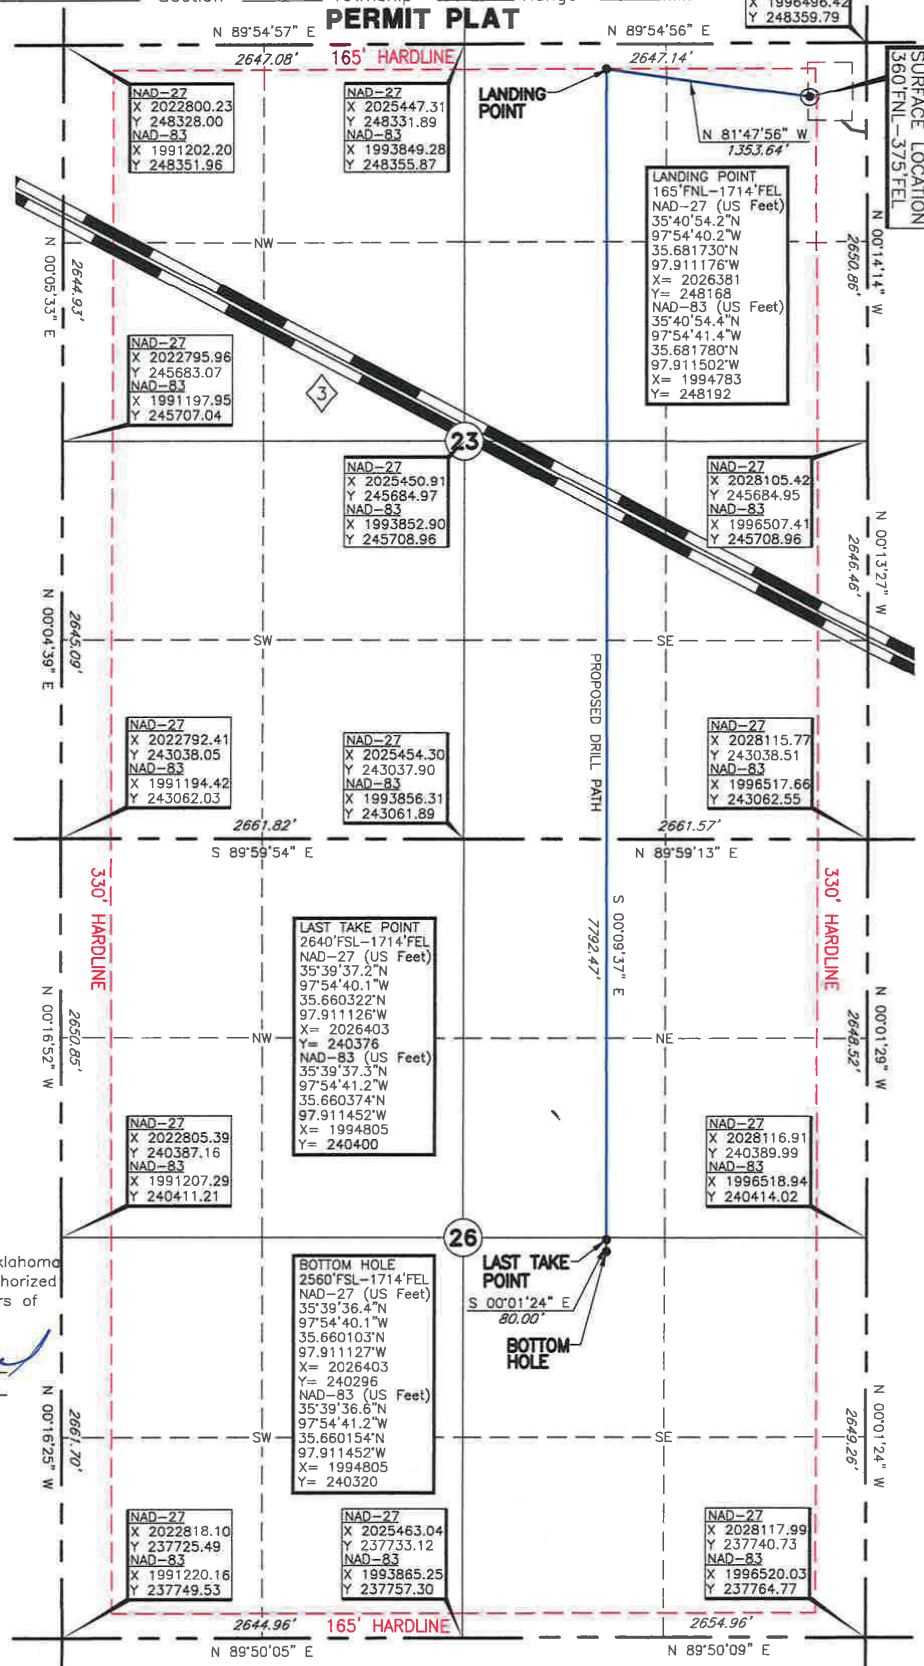 PERMIT PLAT
X 1996496.42
Y 248359.79
N 89°54'57" E
2647.08'
165' HARDLINE
N 89°54'56" E
2647.14'
SURFACE LOCATION
360'FNL-375'FEL
NAD-27
X 2022800.23
Y 248328.00
NAD-83
X 1991202.20
Y 248351.96
NAD-27
X 2025447.31
Y 248331.89
NAD-83
X 1993849.28
Y 248355.87
LANDING
POINT
N 81°47'56" W
1353.64'
LANDING POINT
165'FNL-1714'FEL
NAD-27 (US Feet)
35°40'54.2"N
97°54'40.2"W
35.681730°N
97.911176°W
X= 2026381
Y= 248168
NAD-83 (US Feet)
35°40'54.4"N
97°54'41.4"W
35.681780°N
97.911502°W
X= 1994783
Y= 248192
NW
N 00°05'33" E
2644.93'
N 00°14'14" W
2650.86'
NAD-27
X 2022795.96
Y 245683.07
NAD-83
X 1991197.95
Y 245707.04
3
23
NAD-27
X 2025450.91
Y 245684.97
NAD-83
X 1993852.90
Y 245708.96
NAD-27
X 2028105.42
Y 245684.95
NAD-83
X 1996507.41
Y 245708.96
N 00°13'27" W
2646.46'
N 00°04'39" E
2645.09'
SW
SE
PROPOSED DRILL PATH
NAD-27
X 2022792.41
Y 243038.05
NAD-83
X 1991194.42
Y 243062.03
NAD-27
X 2025454.30
Y 243037.90
NAD-83
X 1993856.31
Y 243061.89
NAD-27
X 2028115.77
Y 243038.51
NAD-83
X 1996517.66
Y 243062.55
2661.82'
S 89°59'54" E
2661.57'
N 89°59'13" E
330' HARDLINE
330' HARDLINE
S 00°09'37" E
7792.47'
LAST TAKE POINT
2640'FSL-1714'FEL
NAD-27 (US Feet)
35°39'37.2"N
97°54'40.1"W
35.660322°N
97.911126°W
X= 2026403
Y= 240376
NAD-83 (US Feet)
35°39'37.3"N
97°54'41.2"W
35.660374°N
97.911452°W
X= 1994805
Y= 240400
N 00°16'52" W
2650.85'
NW
NE
N 00°01'29" W
2648.52'
NAD-27
X 2022805.39
Y 240387.16
NAD-83
X 1991207.29
Y 240411.21
NAD-27
X 2028116.91
Y 240389.99
NAD-83
X 1996518.94
Y 240414.02
26
klahoma
horized
rs of
LAST TAKE
POINT
S 00°01'24" E
80.00'
BOTTOM
HOLE
BOTTOM HOLE
2560'FSL-1714'FEL
NAD-27 (US Feet)
35°39'36.4"N
97°54'40.1"W
35.660103°N
97.911127°W
X= 2026403
Y= 240296
NAD-83 (US Feet)
35°39'36.6"N
97°54'41.2"W
35.660154°N
97.911452°W
X= 1994805
Y= 240320
N 00°16'25" W
2661.70'
SW
SE
N 00°01'24" W
2649.26'
NAD-27
X 2022818.10
Y 237725.49
NAD-83
X 1991220.16
Y 237749.53
NAD-27
X 2025463.04
Y 237733.12
NAD-83
X 1993865.25
Y 237757.30
NAD-27
X 2028117.99
Y 237740.73
NAD-83
X 1996520.03
Y 237764.77
2644.96'
165' HARDLINE
2654.96'
N 89°50'05" E
N 89°50'09" E